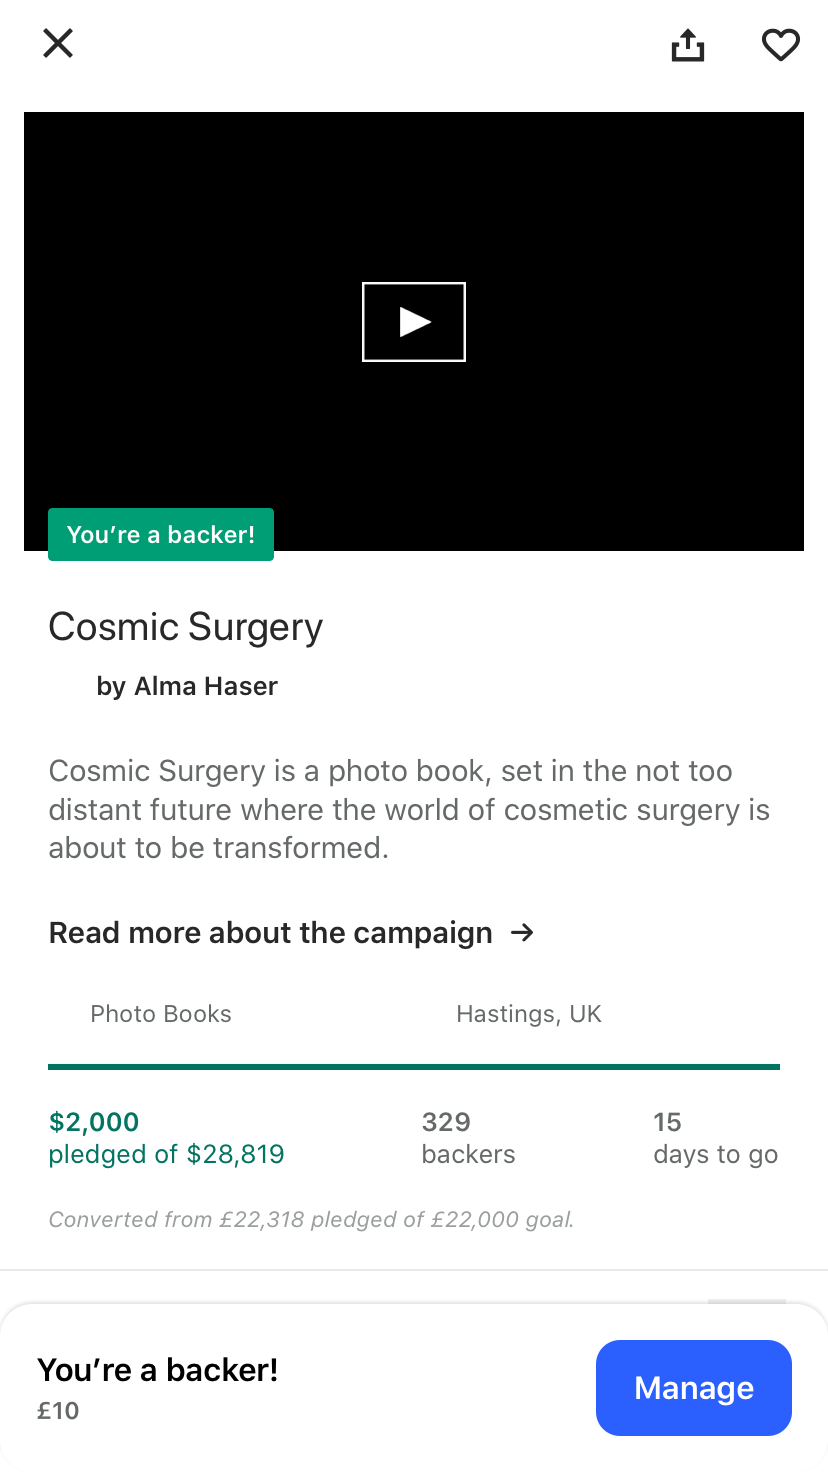 You’re a backer!
Cosmic Surgery
by Alma Haser
Cosmic Surgery is a photo book, set in the not too
distant future where the world of cosmetic surgery is
about to be transformed.
Read more about the campaign →
Photo Books
Hastings, UK
$2,000
pledged of $28,819
329
backers
15
days to go
Converted from £22,318 pledged of £22,000 goal.
You’re a backer!
£10
Manage